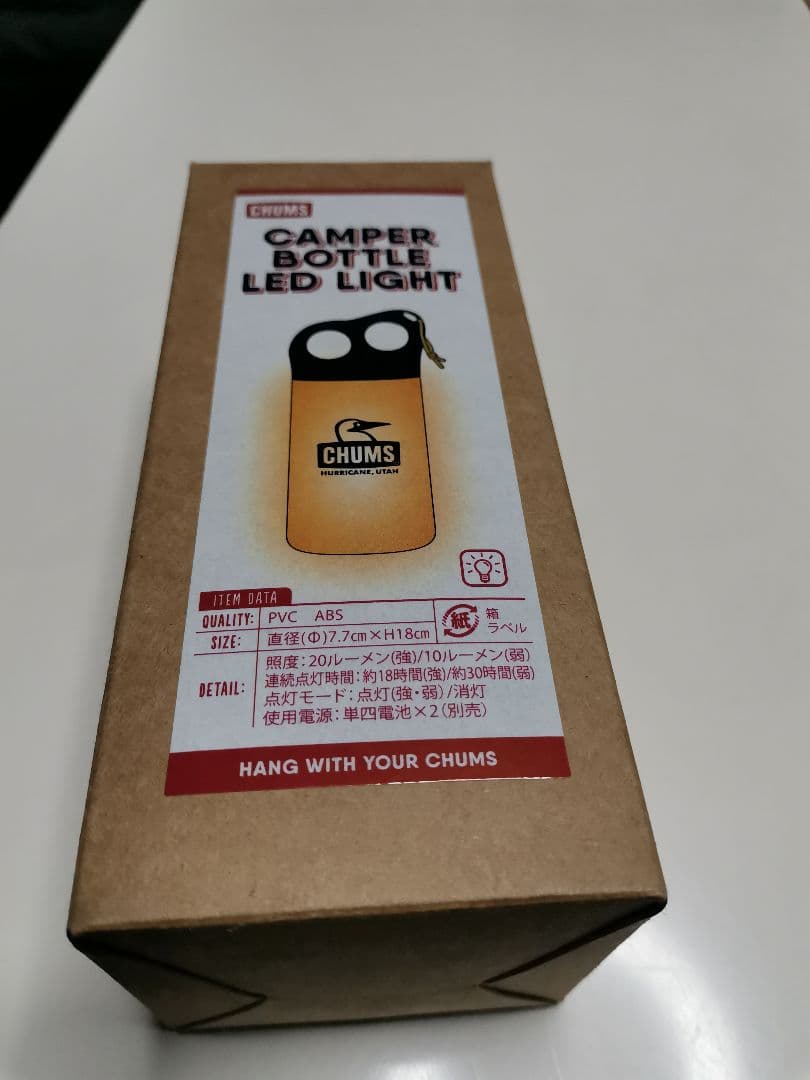 CHUMS
CAMPER
BOTTLE
LED LIGHT
CHUMS
HURRICANE, UTAH
ITEM DATA
QUALITY: PVC ABS
SIZE: 直径(Φ)7.7cm×H18cm
紙 箱
ラベル
DETAIL:
照度:20ルーメン(強)/10ルーメン(弱)
連続点灯時間:約18時間(強)/約30時間(弱)
点灯モード:点灯(強・弱)/消灯
使用電源:単四電池×2(別売)
HANG WITH YOUR CHUMS